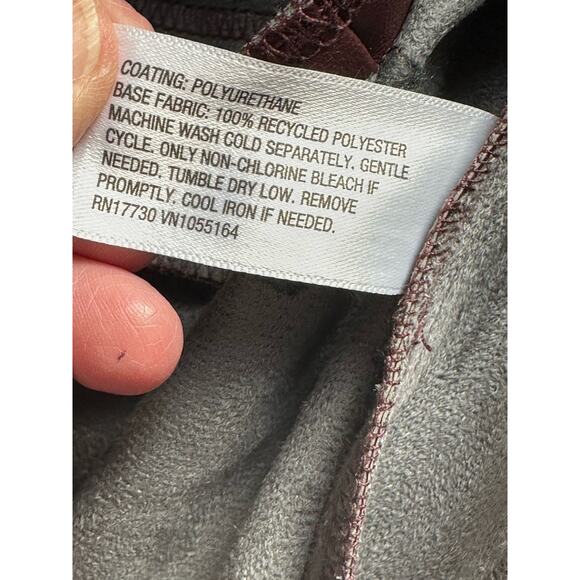 COATING: POLYURETHANE
BASE FABRIC: 100% RECYCLED POLYESTER
MACHINE WASH COLD SEPARATELY. GENTLE
CYCLE. ONLY NON-CHLORINE BLEACH IF
NEEDED. TUMBLE DRY LOW. REMOVE
PROMPTLY. COOL IRON IF NEEDED.
RN17730 VN1055164